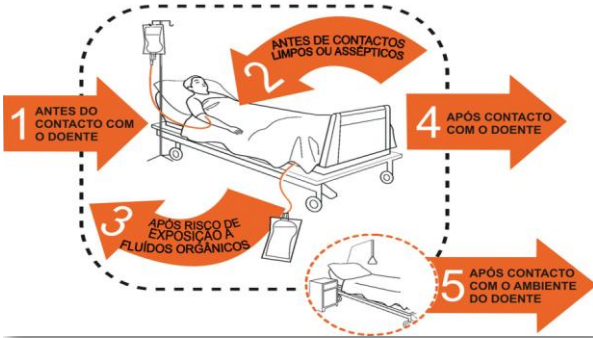 1 ANTES DO
CONTACTO COM
O DOENTE
2 ANTES DE CONTACTOS
LIMPOS OU ASSÉPTICOS
3 APÓS RISCO DE
EXPOSIÇÃO A
FLUÍDOS ORGÂNICOS
4 APÓS CONTACTO
COM O DOENTE
5 APÓS CONTACTO
COM O AMBIENTE
DO DOENTE